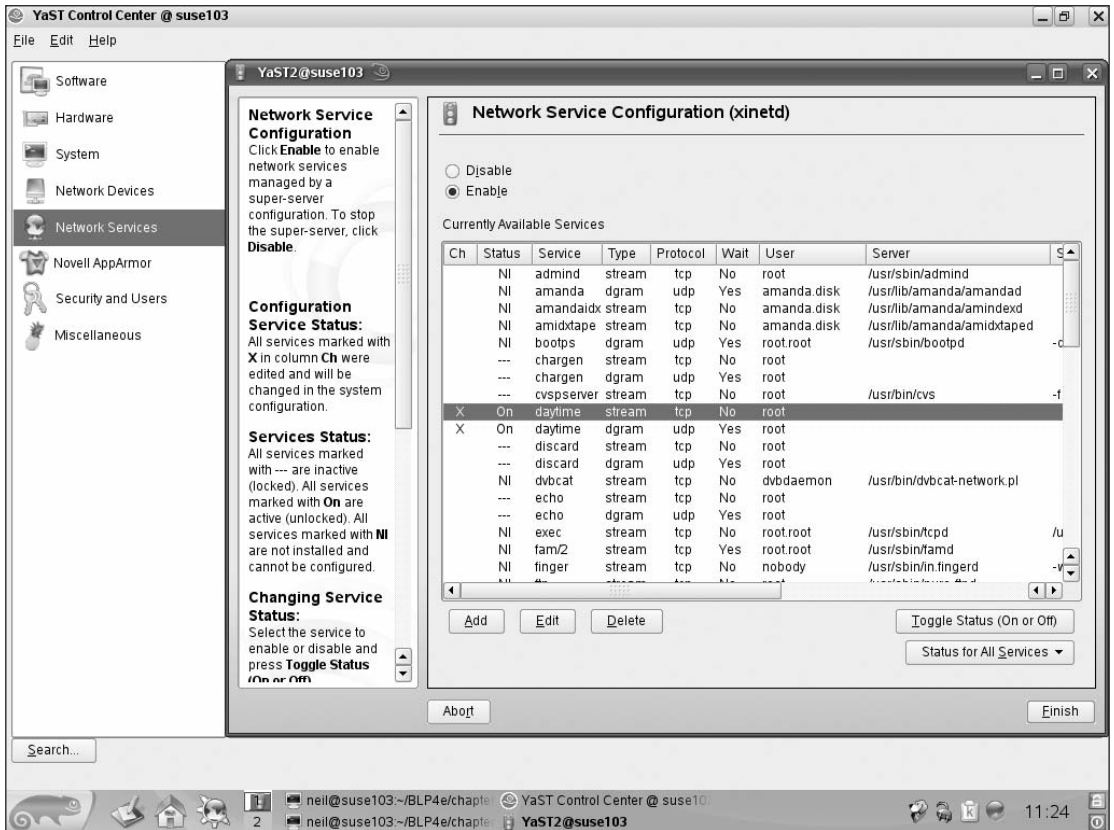 YaST Control Center @ suse103
File Edit Help
Software
Hardware
System
Network Devices
Network Services
Novell AppArmor
Security and Users
Miscellaneous
Search...
YaST2@suse103
Network Service
Configuration
Click Enable to enable
network services
managed by a
super-server
configuration. To stop
the super-server, click
Disable.
Configuration
Service Status:
All services marked with
X in column Ch were
edited and will be
changed in the system
configuration.
Services Status:
All services marked
with --- are inactive
(locked). All services
marked with On are
active (unlocked). All
services marked with NI
are not installed and
cannot be configured.
Changing Service
Status:
Select the service to
enable or disable and
press Toggle Status
(On or Off)
Network Service Configuration (xinetd)
Disable
Enable
Currently Available Services
Ch Status Service Type Protocol Wait User Server S
NI admind stream tcp No root /usr/sbin/admind
NI amanda dgram udp Yes amanda.disk /usr/lib/amanda/amandad
NI amandaidx stream tcp No amanda.disk /usr/lib/amanda/amindexd
NI amidxtape stream tcp No amanda.disk /usr/lib/amanda/amidxtaped
NI bootps dgram udp Yes root.root /usr/sbin/bootpd
--- chargen stream tcp No root
--- chargen dgram udp Yes root
--- cvspserver stream tcp No root /usr/bin/cvs -f
X On daytime stream tcp No root
X On daytime dgram udp Yes root
--- discard stream tcp No root
--- discard dgram udp Yes root
NI dvbcat stream tcp No dvbdaemon /usr/bin/dvbcat-network.pl
--- echo stream tcp No root
--- echo dgram udp Yes root
NI exec stream tcp No root.root /usr/sbin/tcpd /u
NI fam/2 stream tcp Yes root.root /usr/sbin/famd
NI finger stream tcp No nobody /usr/sbin/in.fingerd
Add Edit Delete Toggle Status (On or Off)
Status for All Services
Abort Finish
1 neil@suse103:~/BLP4e/chapte YaST Control Center @ suse10
2 neil@suse103:~/BLP4e/chapte YaST2@suse103
11:24